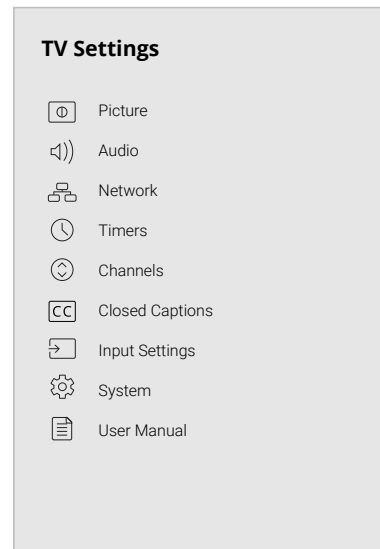 TV Settings
Picture
Audio
Network
Timers
Channels
CC Closed Captions
Input Settings
System
User Manual